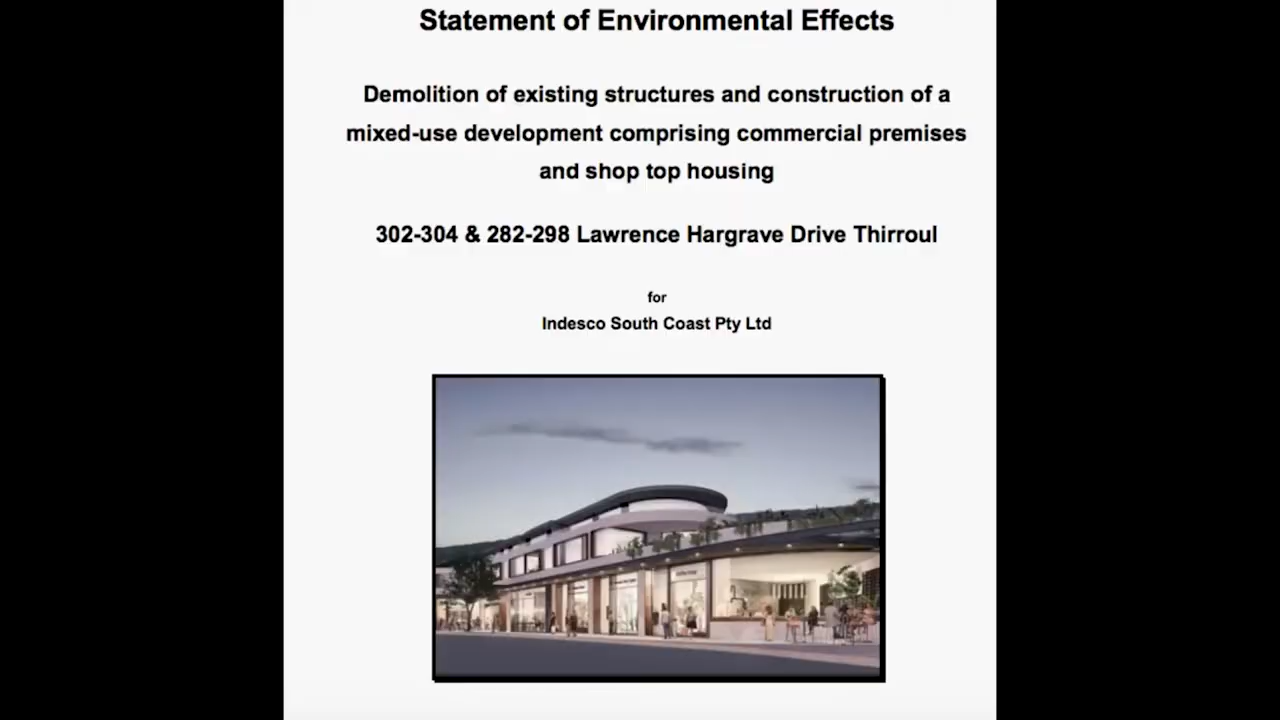 Statement of Environmental Effects
Demolition of existing structures and construction of a
mixed-use development comprising commercial premises
and shop top housing
302-304 & 282-298 Lawrence Hargrave Drive Thirroul
for
Indesco South Coast Pty Ltd